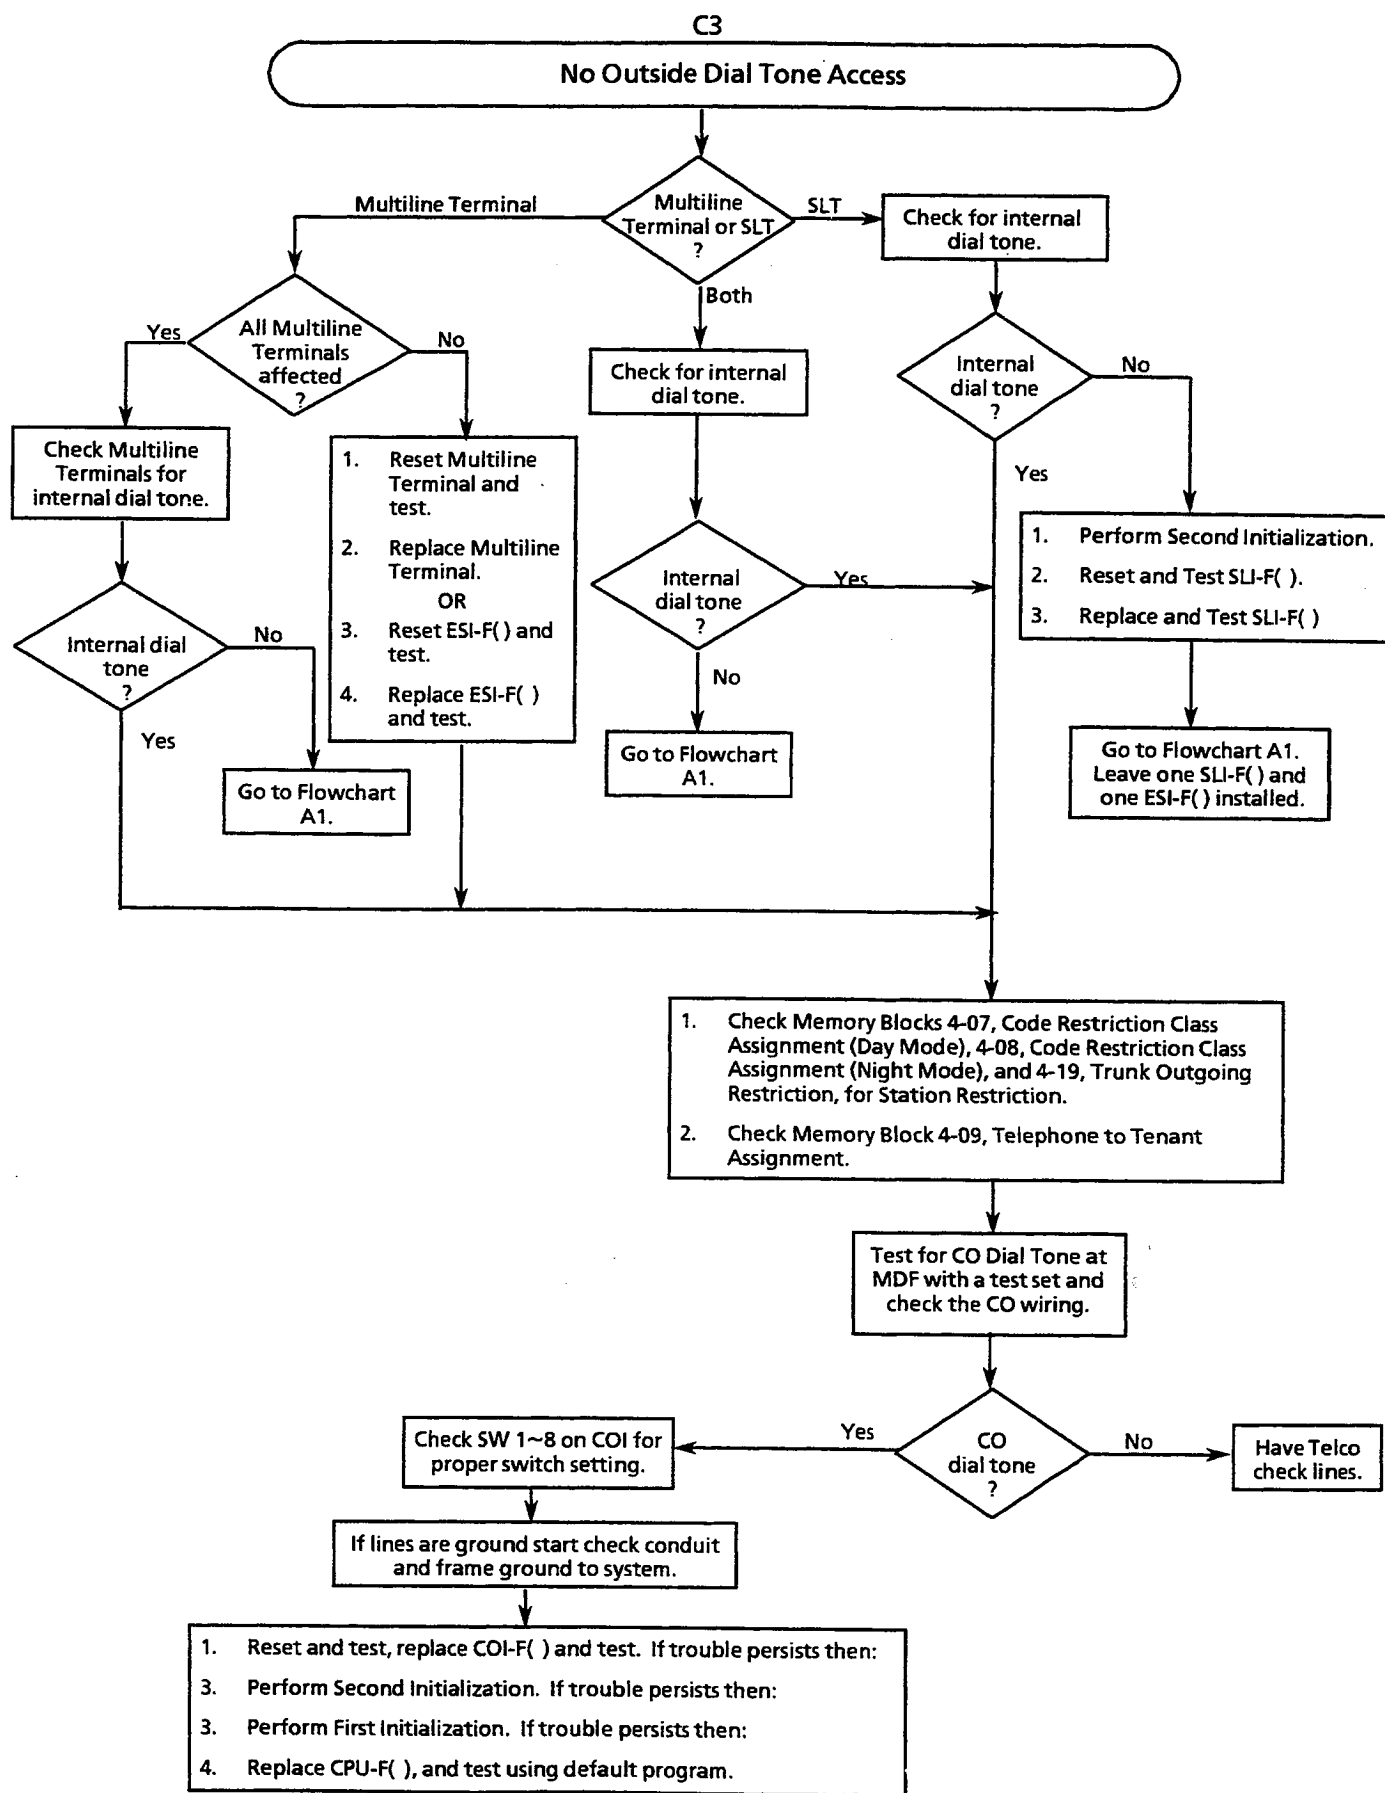 C3
No Outside Dial Tone Access
Multiline Terminal
Multiline
Terminal or SLT
?
SLT
Check for internal
dial tone.
Both
Yes
All Multiline
Terminals
affected
?
No
Check for internal
dial tone.
Internal
dial tone
?
No
Yes
Check Multiline
Terminals for
internal dial tone.
1. Reset Multiline
Terminal and
test.
2. Replace Multiline
Terminal.
OR
3. Reset ESI-F( ) and
test.
4. Replace ESI-F( )
and test.
1. Perform Second Initialization.
2. Reset and Test SLI-F( ).
3. Replace and Test SLI-F( )
Internal
dial tone
?
Yes
No
Internal dial
tone
?
No
Yes
Go to Flowchart
A1.
Go to Flowchart
A1.
Go to Flowchart A1.
Leave one SLI-F( ) and
one ESI-F( ) installed.
1. Check Memory Blocks 4-07, Code Restriction Class
Assignment (Day Mode), 4-08, Code Restriction Class
Assignment (Night Mode), and 4-19, Trunk Outgoing
Restriction, for Station Restriction.
2. Check Memory Block 4-09, Telephone to Tenant
Assignment.
Test for CO Dial Tone at
MDF with a test set and
check the CO wiring.
Check SW 1~8 on COI for
proper switch setting.
Yes
CO
dial tone
?
No
Have Telco
check lines.
If lines are ground start check conduit
and frame ground to system.
1. Reset and test, replace COI-F( ) and test. If trouble persists then:
3. Perform Second Initialization. If trouble persists then:
3. Perform First Initialization. If trouble persists then:
4. Replace CPU-F( ), and test using default program.